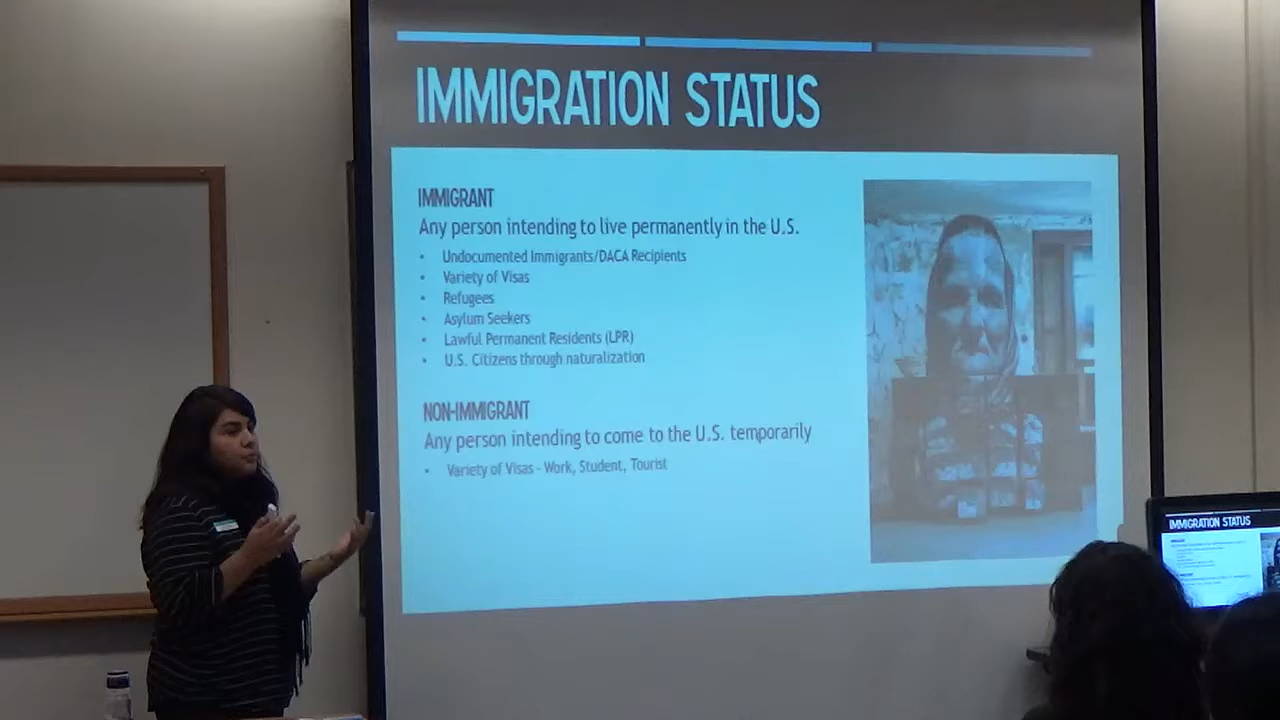 IMMIGRATION STATUS
IMMIGRANT
Any person intending to live permanently in the U.S.
• Undocumented Immigrants/DACA Recipients
• Variety of Visas
• Refugees
• Asylum Seekers
• Lawful Permanent Residents (LPR)
• U.S. Citizens through naturalization
NON-IMMIGRANT
Any person intending to come to the U.S. temporarily
• Variety of Visas - Work, Student, Tourist
IMMIGRATION STATUS